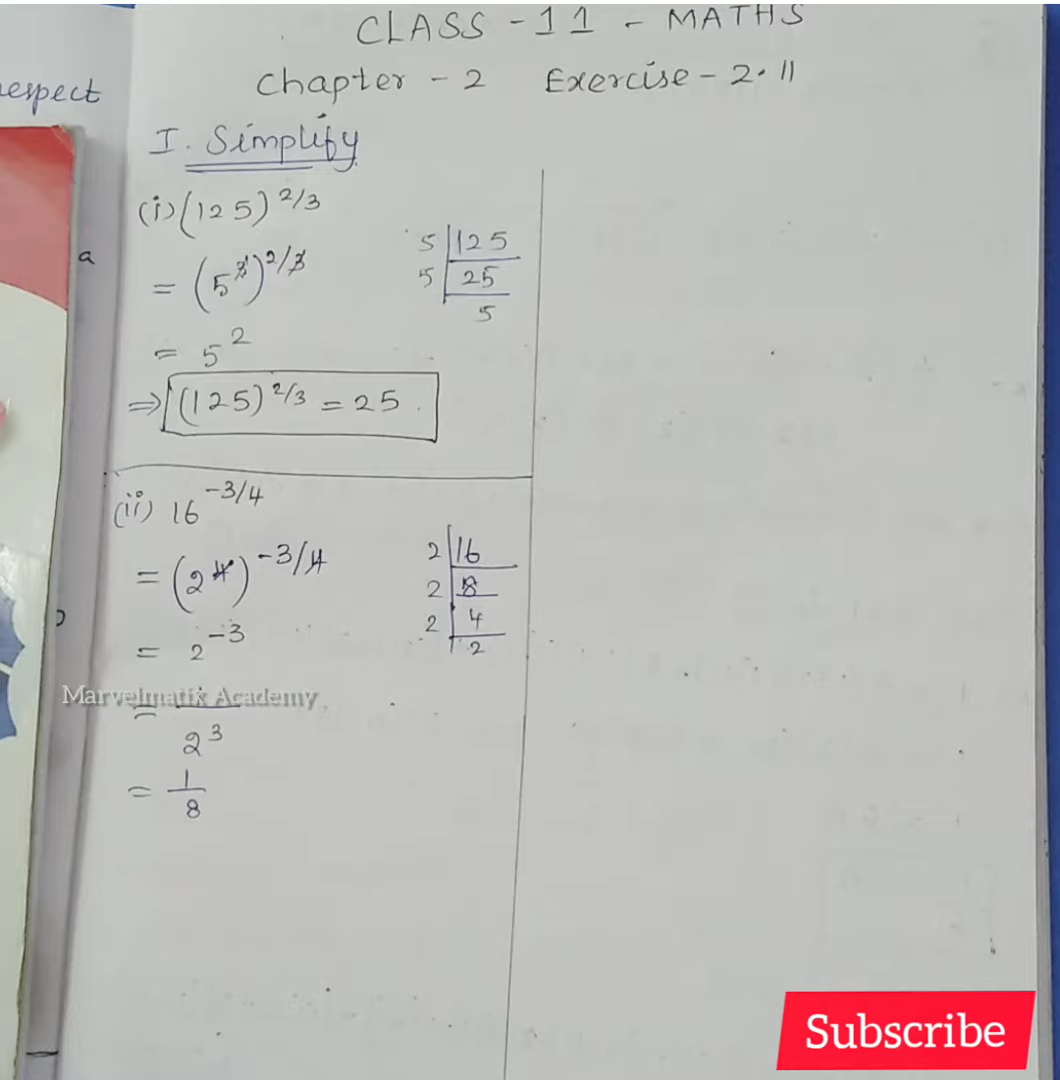 CLASS - 11 - MATHS
Chapter - 2 Exercise - 2.11
respect
I. Simplify
(i) (125)^2/3
= (5^3)^2/3
= 5^2
⇒ (125)^2/3 = 25.
5 | 125
5 | 25
5
a
(ii) 16^-3/4
= (2^4)^-3/4
= 2^-3
= 1
2^3
= 1
8
2 | 16
2 | 8
2 | 4
2
Marvelmatix Academy
Subscribe